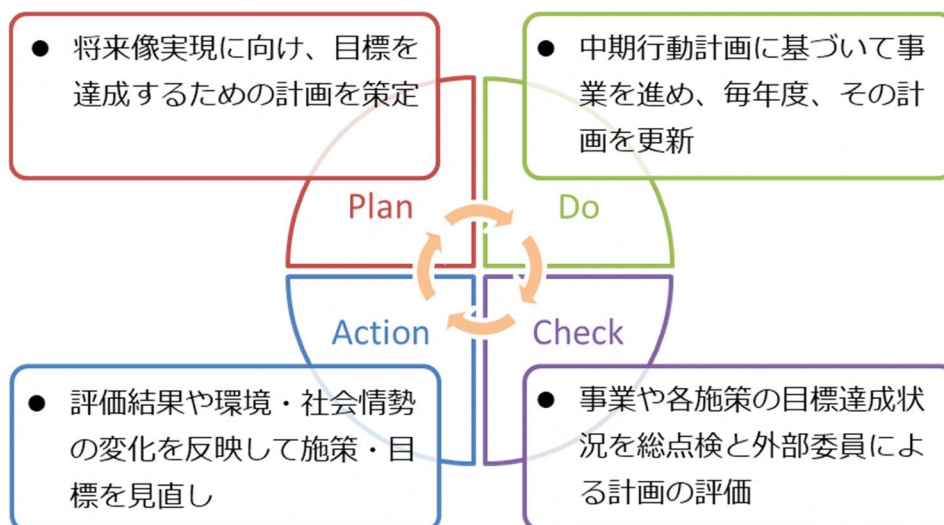 ● 将来像実現に向け、目標を
達成するための計画を策定
● 中期行動計画に基づいて事
業を進め、毎年度、その計
画を更新
Plan
Do
Action
Check
● 評価結果や環境・社会情勢
の変化を反映して施策・目
標を見直し
● 事業や各施策の目標達成状
況を総点検と外部委員によ
る計画の評価